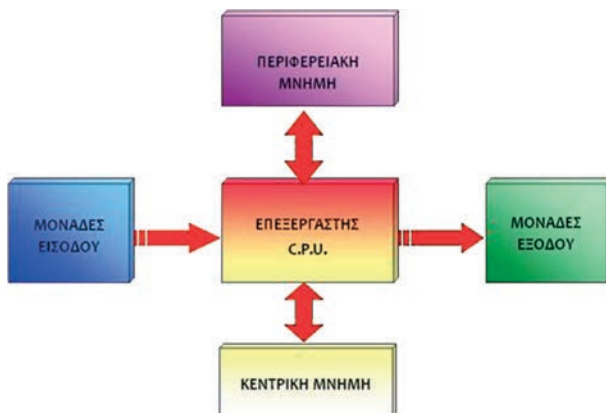 ΠΕΡΙΦΕΡΕΙΑΚΗ
ΜΝΗΜΗ
ΜΟΝΑΔΕΣ
ΕΙΣΟΔΟΥ
ΕΠΕΞΕΡΓΑΣΤΗΣ
C.P.U.
ΜΟΝΑΔΕΣ
ΕΞΟΔΟΥ
ΚΕΝΤΡΙΚΗ ΜΝΗΜΗ